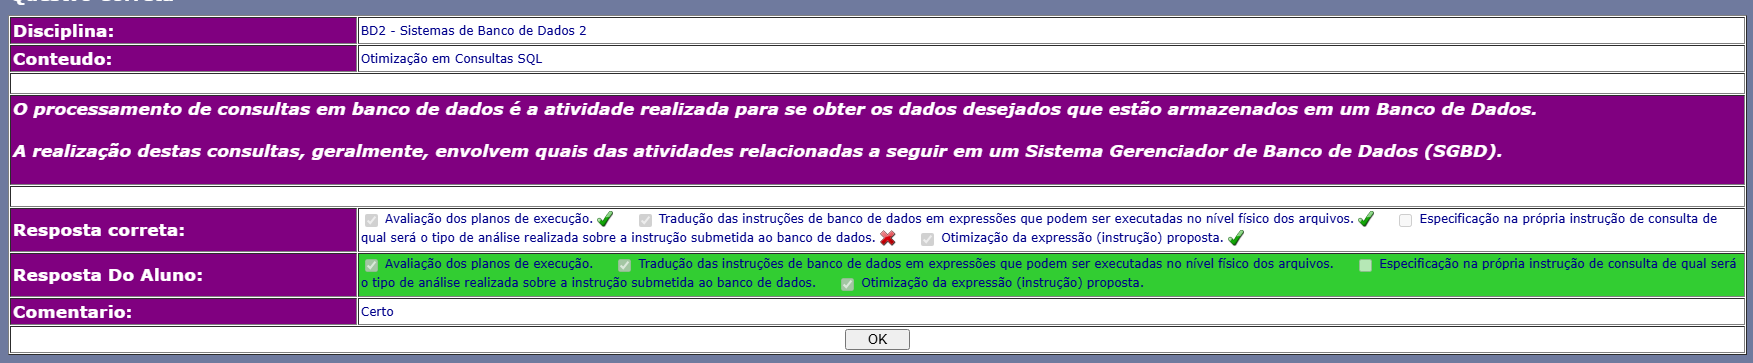 Disciplina: BD2 - Sistemas de Banco de Dados 2
Conteudo: Otimização em Consultas SQL
O processamento de consultas em banco de dados é a atividade realizada para se obter os dados desejados que estão armazenados em um Banco de Dados.
A realização destas consultas, geralmente, envolvem quais das atividades relacionadas a seguir em um Sistema Gerenciador de Banco de Dados (SGBD).
Resposta correta: Avaliação dos planos de execução. Tradução das instruções de banco de dados em expressões que podem ser executadas no nível físico dos arquivos. Especificação na própria instrução de consulta de
qual será o tipo de análise realizada sobre a instrução submetida ao banco de dados. Otimização da expressão (instrução) proposta.
Resposta Do Aluno: Avaliação dos planos de execução. Tradução das instruções de banco de dados em expressões que podem ser executadas no nível físico dos arquivos. Especificação na própria instrução de consulta de qual será
o tipo de análise realizada sobre a instrução submetida ao banco de dados. Otimização da expressão (instrução) proposta.
Comentario: Certo
OK